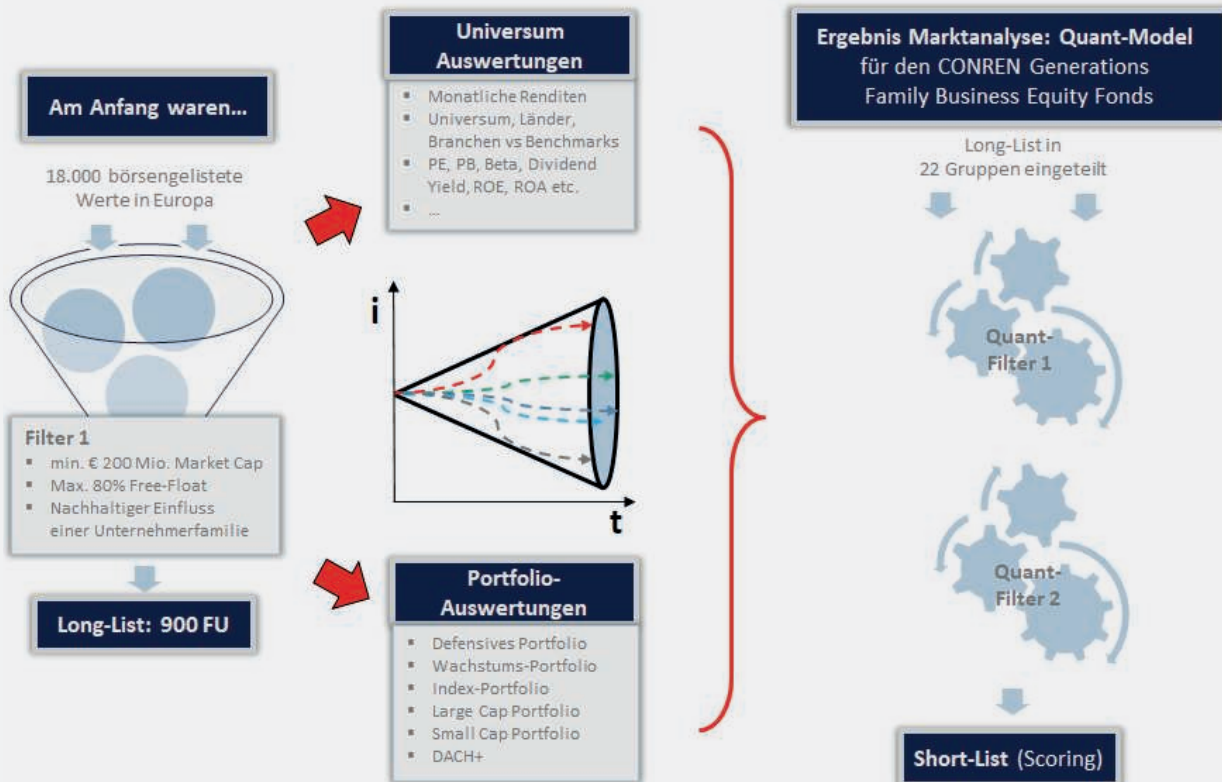 Am Anfang waren…
18.000 börsengelistete
Werte in Europa
Filter 1
▪ min. € 200 Mio. Market Cap
▪ Max. 80% Free-Float
▪ Nachhaltiger Einfluss
einer Unternehmerfamilie
Long-List: 900 FU
Universum
Auswertungen
▪ Monatliche Renditen
▪ Universum, Länder,
Branchen vs Benchmarks
▪ PE, PB, Beta, Dividend
Yield, ROE, ROA etc.
▪ …
i
t
Portfolio-
Auswertungen
▪ Defensives Portfolio
▪ Wachstums-Portfolio
▪ Index-Portfolio
▪ Large Cap Portfolio
▪ Small Cap Portfolio
▪ DACH+
Ergebnis Marktanalyse: Quant-Model
für den CONREN Generations
Family Business Equity Fonds
Long-List in
22 Gruppen eingeteilt
Quant-
Filter 1
Quant-
Filter 2
Short-List (Scoring)